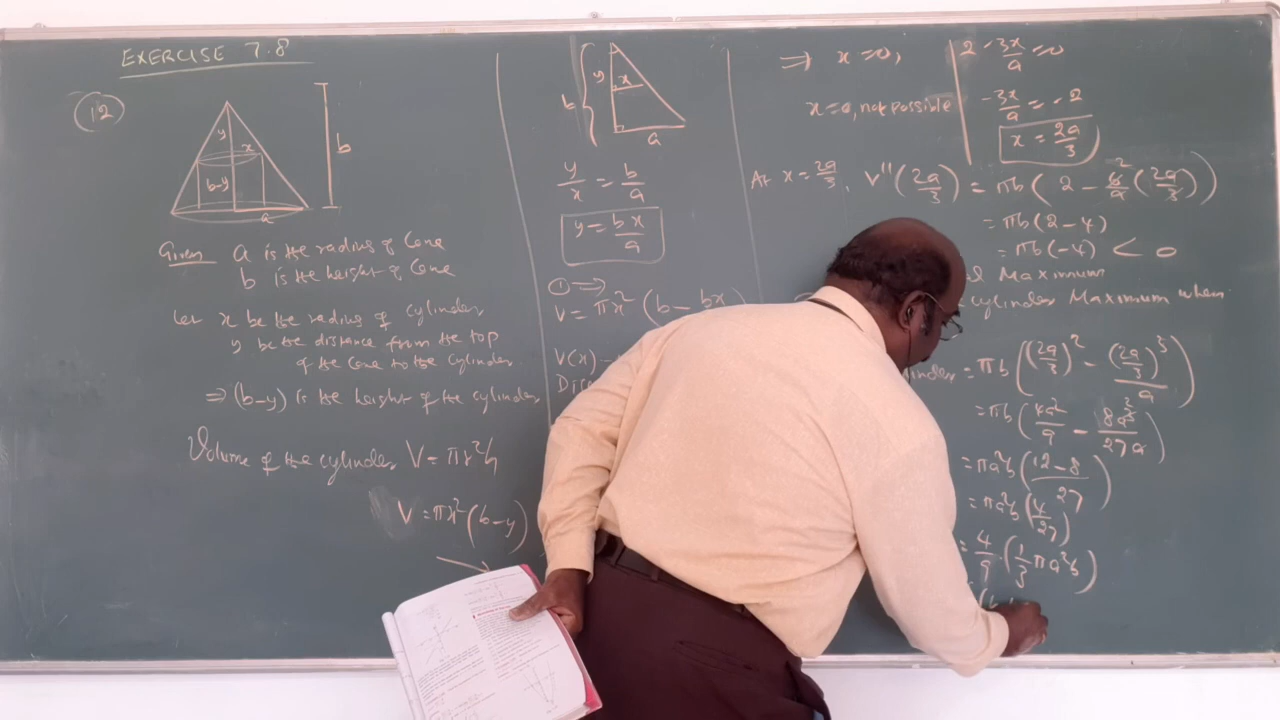 EXERCISE 7.8
12
y
x
b-y
a
b
Given a is the radius of Cone
b is the height of Cone
Let x be the radius of cylinder
y be the distance from the top
of the Cone to the cylinder
⇒ (b-y) is the height of the cylinder
Volume of the cylinder V = πr²h
V = πx²(b-y)
b
y
x
a
y/x = b/a
y = bx/a
① ⇒
V = πx² (b - bx
V(x)
⇒ x = 0,
x = 0, not possible
2 - 3x/a = 0
-3x/a = -2
x = 2a/3
At x = 2a/3, V''(2a/3) = πb(2 - 6/a(2a/3))
= πb(2-4)
= πb(-4) < 0
Maximum
cylinder Maximum when
= πb((2a/3)² - (2a/3)³/a)
= πb(4a²/9 - 8a³/27a)
= πa²b(12-8/27)
= πa²b(4/27)
= 4/9 · (1/3 πa²b)